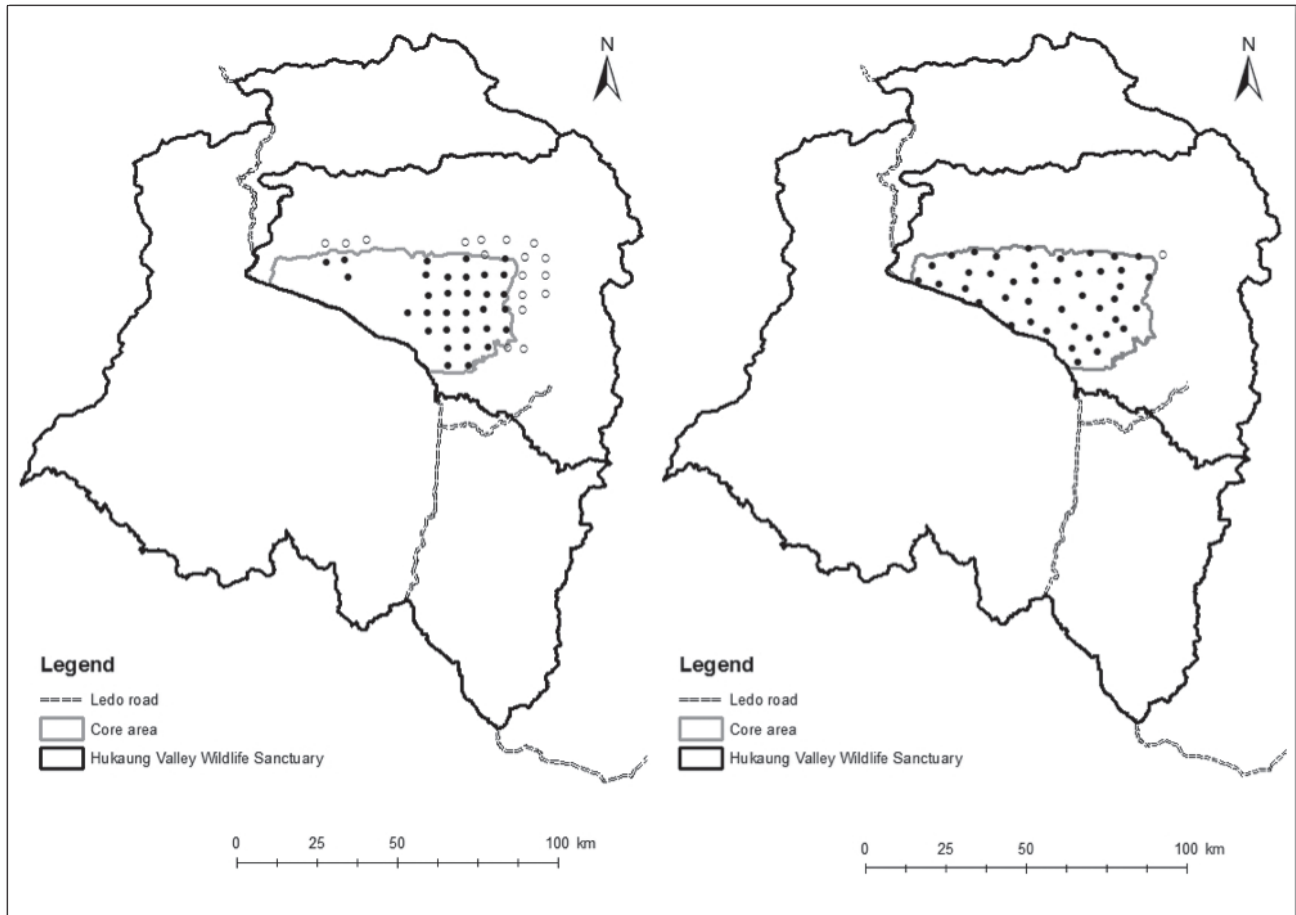 N
Legend
Ledo road
Core area
Hukaung Valley Wildlife Sanctuary
0 25 50 100 km
N
Legend
Ledo road
Core area
Hukaung Valley Wildlife Sanctuary
0 25 50 100 km